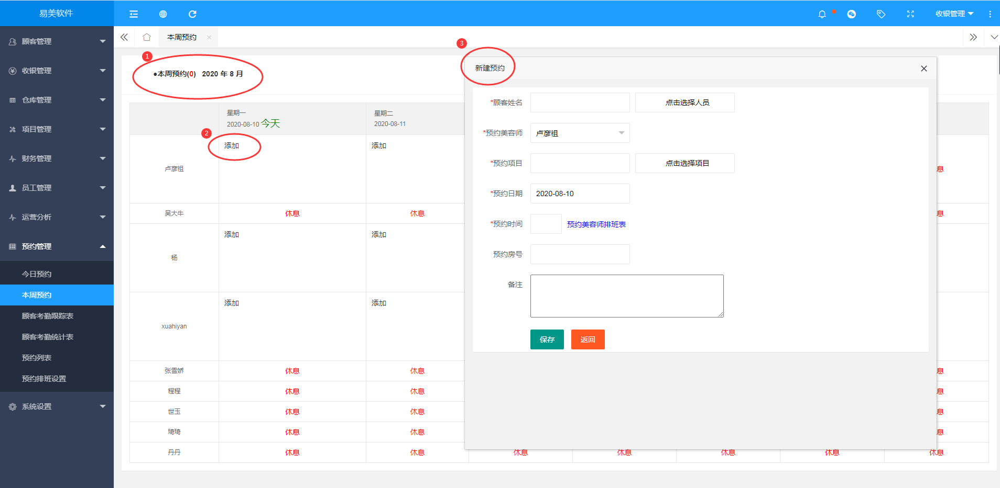 易美软件
收银管理
顾客管理
收银管理
仓库管理
项目管理
财务管理
员工管理
运营分析
预约管理
今日预约
本周预约
顾客考勤跟踪表
顾客考勤统计表
预约列表
预约排班设置
系统设置
本周预约
1
●本周预约(0) 2020 年 8 月
星期一
2020-08-10 今天
星期二
2020-08-11
2
卢彦祖 添加 添加 息
吴大牛 休息 休息 息
杨 添加 添加
xuahiyan 添加 添加
张雪娇 休息 休息 息
程程 休息 休息 息
世玉 休息 休息 息
琦琦 休息 休息 息
丹丹 休息 休息 休息 休息 休息 休息 休息
3
新建预约
*顾客姓名 点击选择人员
*预约美容师 卢彦祖
*预约项目 点击选择项目
*预约日期 2020-08-10
*预约时间 预约美容师排班表
预约房号
备注
保存 返回